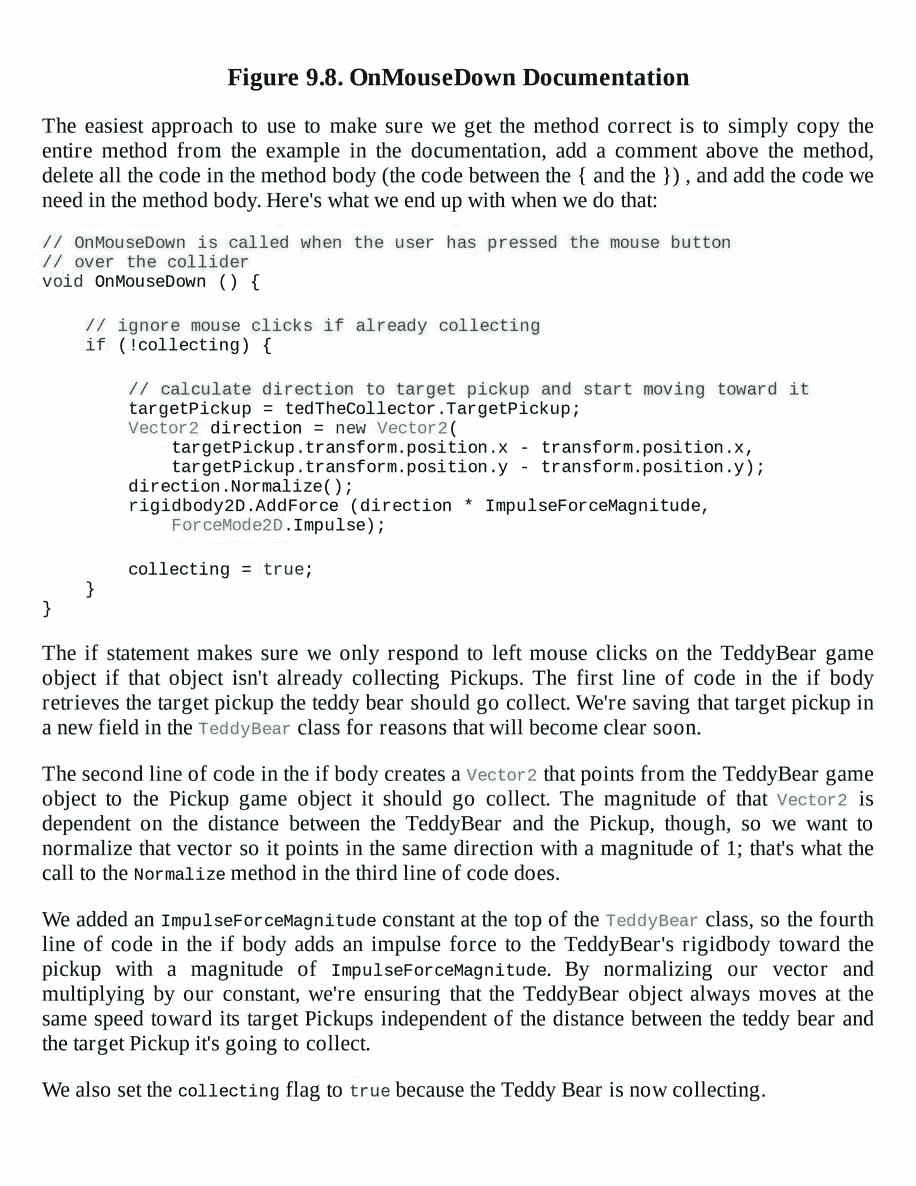 Figure 9.8. OnMouseDown Documentation
The easiest approach to use to make sure we get the method correct is to simply copy the
entire method from the example in the documentation, add a comment above the method,
delete all the code in the method body (the code between the { and the }) , and add the code we
need in the method body. Here's what we end up with when we do that:
// OnMouseDown is called when the user has pressed the mouse button
// over the collider
void OnMouseDown () {
    // ignore mouse clicks if already collecting
    if (!collecting) {
        // calculate direction to target pickup and start moving toward it
        targetPickup = tedTheCollector.TargetPickup;
        Vector2 direction = new Vector2(
            targetPickup.transform.position.x - transform.position.x,
            targetPickup.transform.position.y - transform.position.y);
        direction.Normalize();
        rigidbody2D.AddForce (direction * ImpulseForceMagnitude,
            ForceMode2D.Impulse);
        collecting = true;
    }
}
The if statement makes sure we only respond to left mouse clicks on the TeddyBear game
object if that object isn't already collecting Pickups. The first line of code in the if body
retrieves the target pickup the teddy bear should go collect. We're saving that target pickup in
a new field in the TeddyBear class for reasons that will become clear soon.
The second line of code in the if body creates a Vector2 that points from the TeddyBear game
object to the Pickup game object it should go collect. The magnitude of that Vector2 is
dependent on the distance between the TeddyBear and the Pickup, though, so we want to
normalize that vector so it points in the same direction with a magnitude of 1; that's what the
call to the Normalize method in the third line of code does.
We added an ImpulseForceMagnitude constant at the top of the TeddyBear class, so the fourth
line of code in the if body adds an impulse force to the TeddyBear's rigidbody toward the
pickup with a magnitude of ImpulseForceMagnitude. By normalizing our vector and
multiplying by our constant, we're ensuring that the TeddyBear object always moves at the
same speed toward its target Pickups independent of the distance between the teddy bear and
the target Pickup it's going to collect.
We also set the collecting flag to true because the Teddy Bear is now collecting.